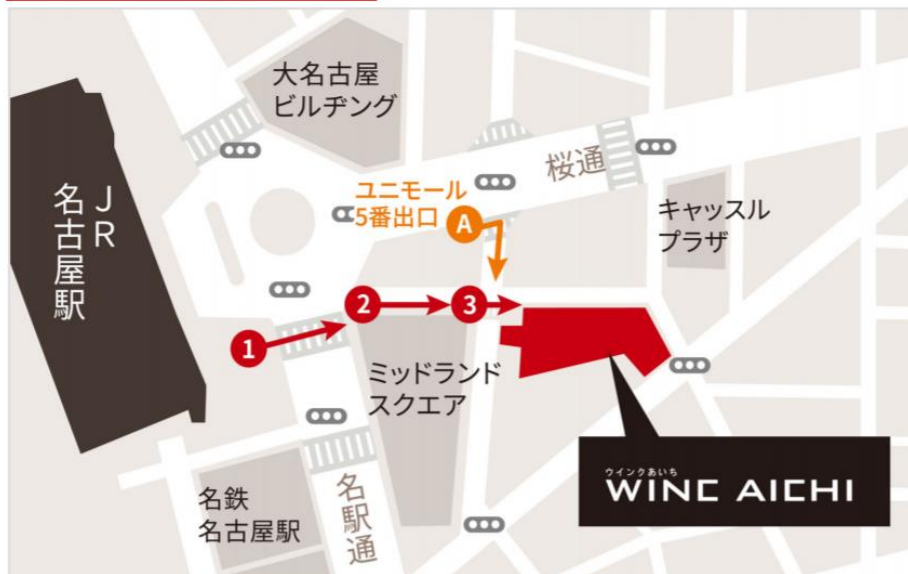 大名古屋
ビルヂング
JR
名古屋駅
桜通
ユニモール
5番出口
A
キャッスル
プラザ
1
2
3
ミッドランド
スクエア
ウインクあいち
WINC AICHI
名鉄
名古屋駅
名駅通